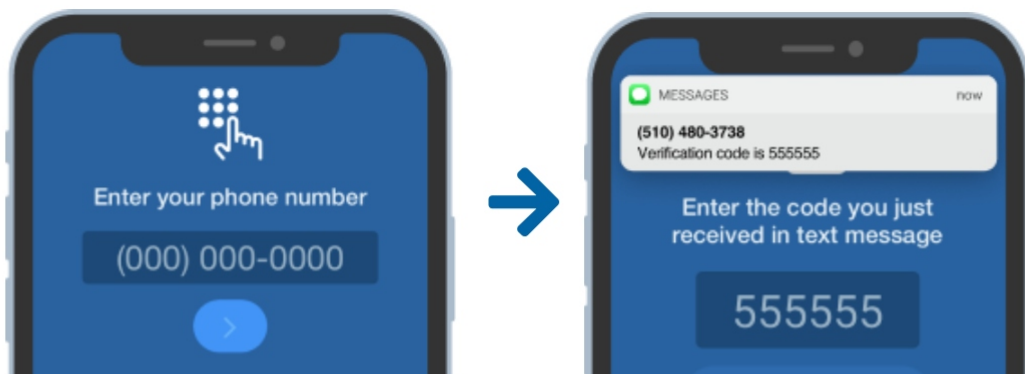 Enter your phone number
(000) 000-0000
MESSAGES now
(510) 480-3738
Verification code is 555555
Enter the code you just
received in text message
555555